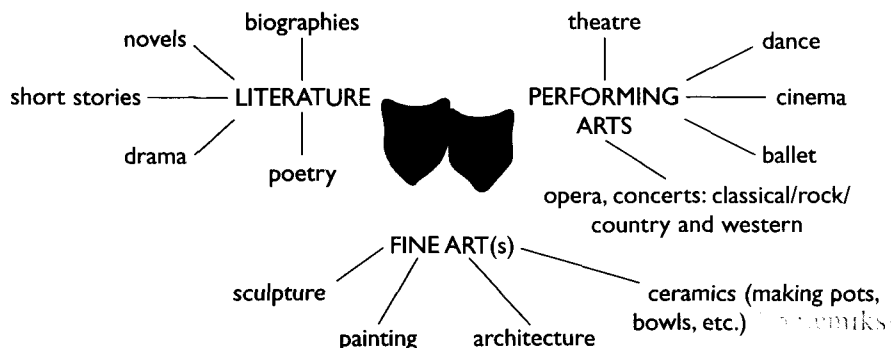 biographies
novels
short stories
LITERATURE
drama
poetry
theatre
dance
PERFORMING
ARTS
cinema
ballet
opera, concerts: classical/rock/
country and western
FINE ART(s)
sculpture
painting
architecture
ceramics (making pots,
bowls, etc.)